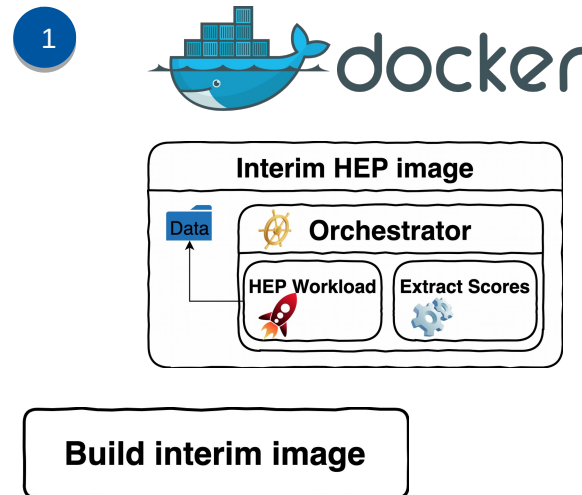 1
docker
Interim HEP image
Data
Orchestrator
HEP Workload
Extract Scores
Build interim image